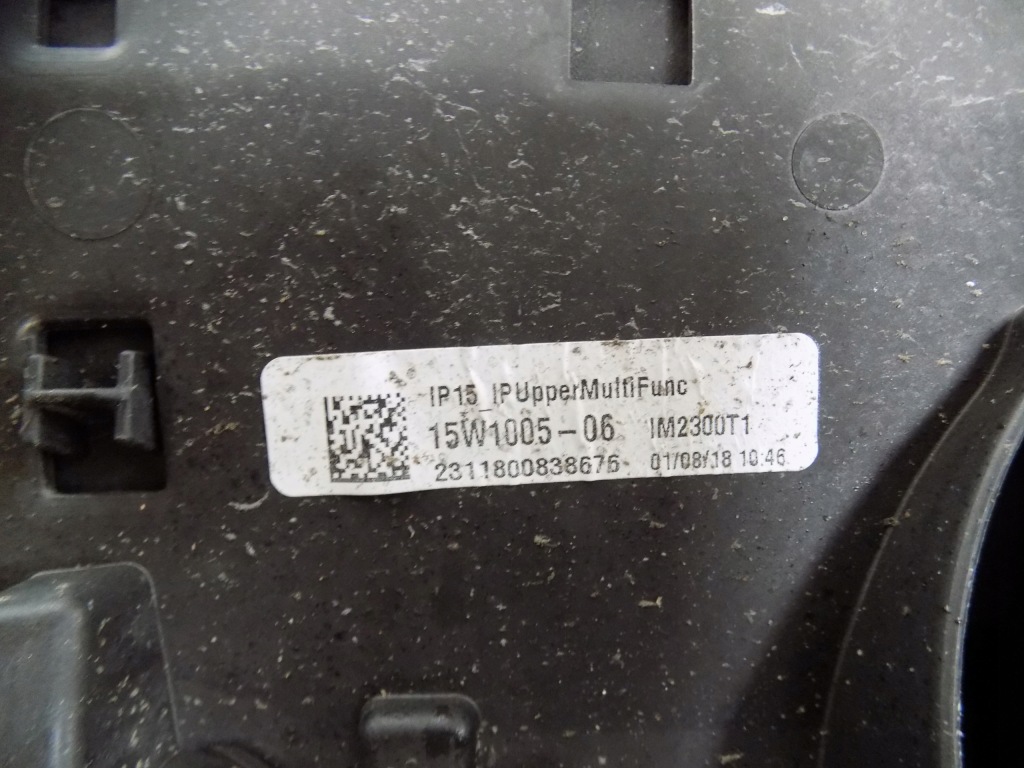 IP15_IPUpperMultiFunc
15W1005-06 IM2300T1
2311800838676 01/08/18 10:46